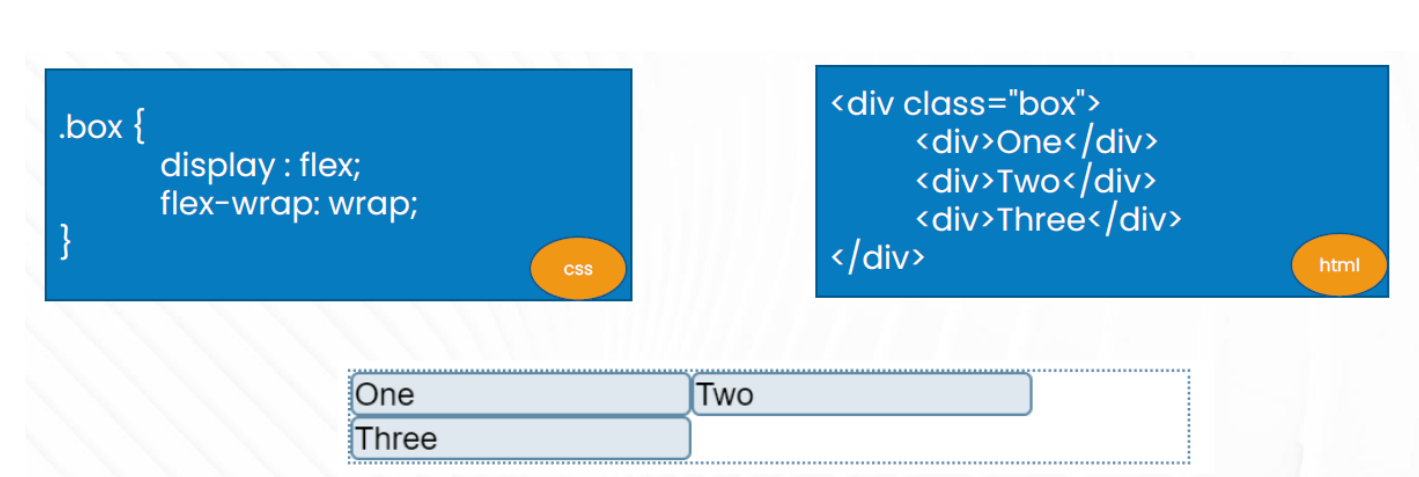 .box {
display : flex;
flex-wrap: wrap;
}
css
<div class="box">
<div>One</div>
<div>Two</div>
<div>Three</div>
</div>
html
One Two
Three